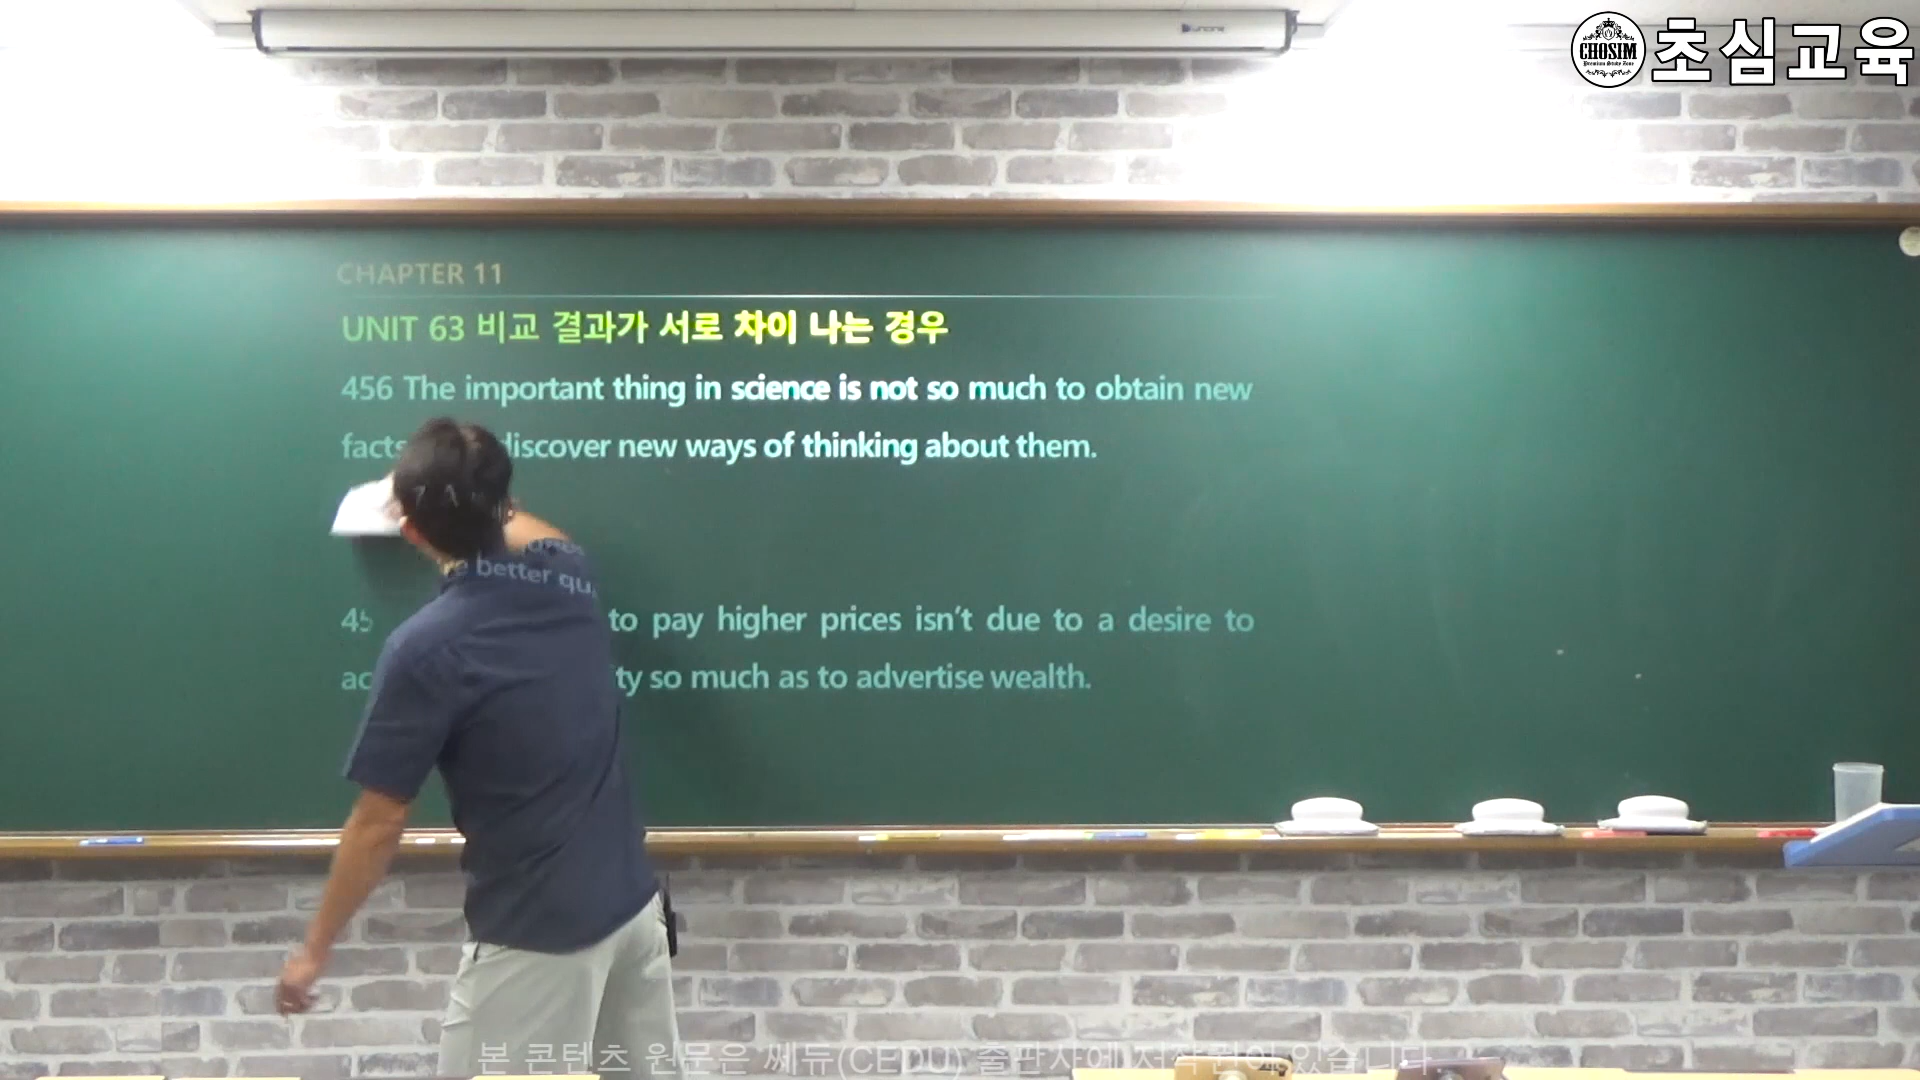 CHOSIM
Premium Study Zone
초심교육
CHAPTER 11
UNIT 63 비교 결과가 서로 차이 나는 경우
456 The important thing in science is not so much to obtain new
facts discover new ways of thinking about them.
to pay higher prices isn't due to a desire to
better so much as to advertise wealth.
본 콘텐츠 원문은 쎄듀(CEDU) 출판사에 저작권이 있습니다